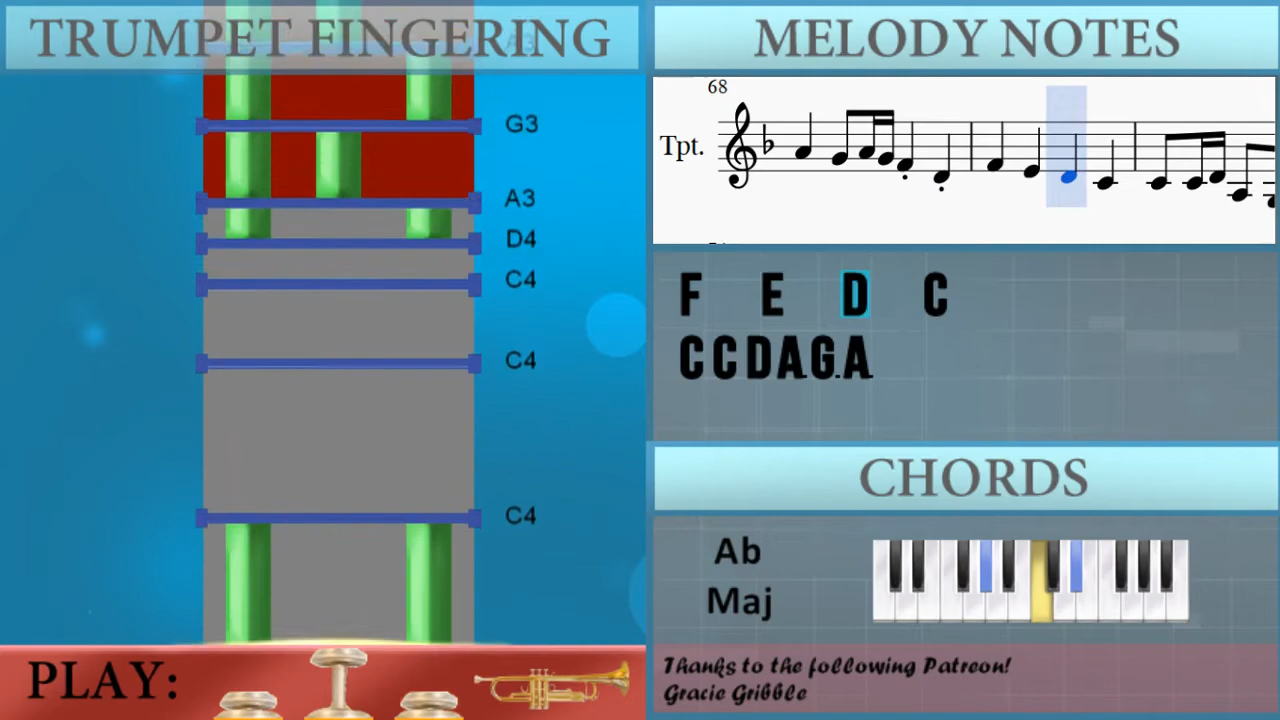 TRUMPET FINGERING
G3
A3
D4
C4
C4
C4
PLAY:
MELODY NOTES
68
Tpt.
F E D C
CCDAG.A.
CHORDS
Ab
Maj
Thanks to the following Patreon!
Gracie Gribble